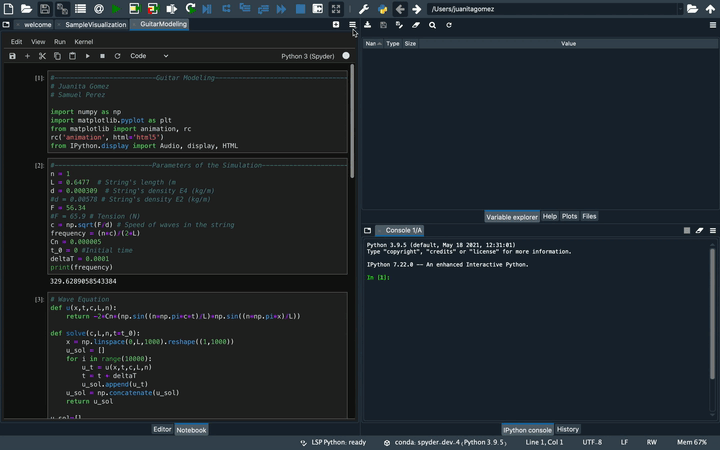 /Users/juanitagomez
welcome
SampleVisualization
GuitarModeling
Edit View Run Kernel
Code
Python 3 (Spyder)
[1]:
#─────────────Guitar Modeling─────────────
# Juanita Gomez
# Samuel Perez
import numpy as np
import matplotlib.pyplot as plt
from matplotlib import animation, rc
rc('animation', html='html5')
from IPython.display import Audio, display, HTML
[2]:
#─────────────Parameters of the Simulation─────────────
n = 1
L = 0.6477 # String's length (m
d = 0.000309 # String's density E4 (kg/m)
#d = 0.00578 # String's density E2 (kg/m)
F = 56.34
#F = 65.9 # Tension (N)
c = np.sqrt(F/d) # Speed of waves in the string
frequency = (n*c)/(2*L)
Cn = 0.000005
t_0 = 0 #Initial time
deltaT = 0.0001
print(frequency)
329.6289058543384
[3]:
# Wave Equation
def u(x,t,c,L,n):
return -2*Cn*(np.sin((n*np.pi*c*t)/L)*np.sin((n*np.pi*x)/L))
def solve(c,L,n,t=t_0):
x = np.linspace(0,L,1000).reshape((1,1000))
u_sol = []
for i in range(10000):
u_t = u(x,t,c,L,n)
t = t + deltaT
u_sol.append(u_t)
u_sol = np.concatenate(u_sol)
return u_sol
u_sol=[]
Editor Notebook
Nan Type Size Value
Variable explorer Help Plots Files
Console 1/A
Python 3.9.5 (default, May 18 2021, 12:31:01)
Type "copyright", "credits" or "license" for more information.
IPython 7.22.0 -- An enhanced Interactive Python.
In [1]:
IPython console History
LSP Python: ready conda: spyder-dev-4 (Python 3.9.5) Line 1, Col 1 UTF-8 LF RW Mem 67%